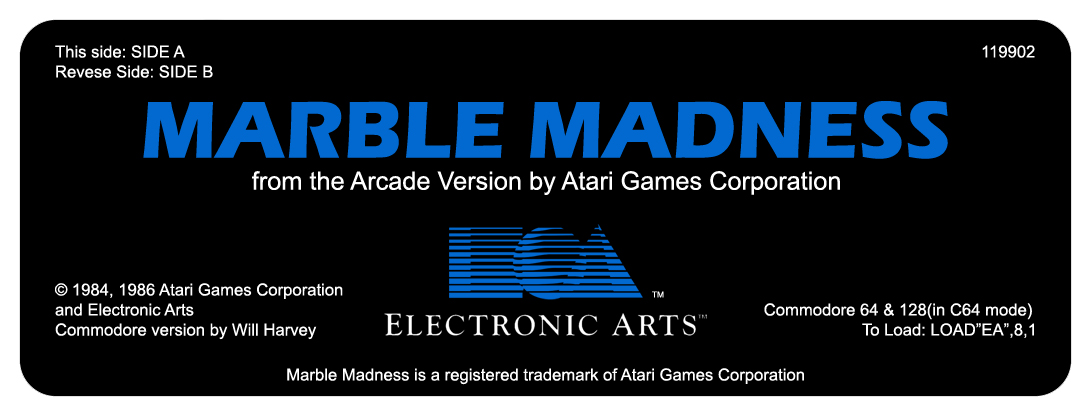 This side: SIDE A
119902
Revese Side: SIDE B
MARBLE MADNESS
from the Arcade Version by Atari Games Corporation
EA™
© 1984, 1986 Atari Games Corporation
and Electronic Arts
Commodore version by Will Harvey
ELECTRONIC ARTS™
Commodore 64 & 128(in C64 mode)
To Load: LOAD”EA”,8,1
Marble Madness is a registered trademark of Atari Games Corporation